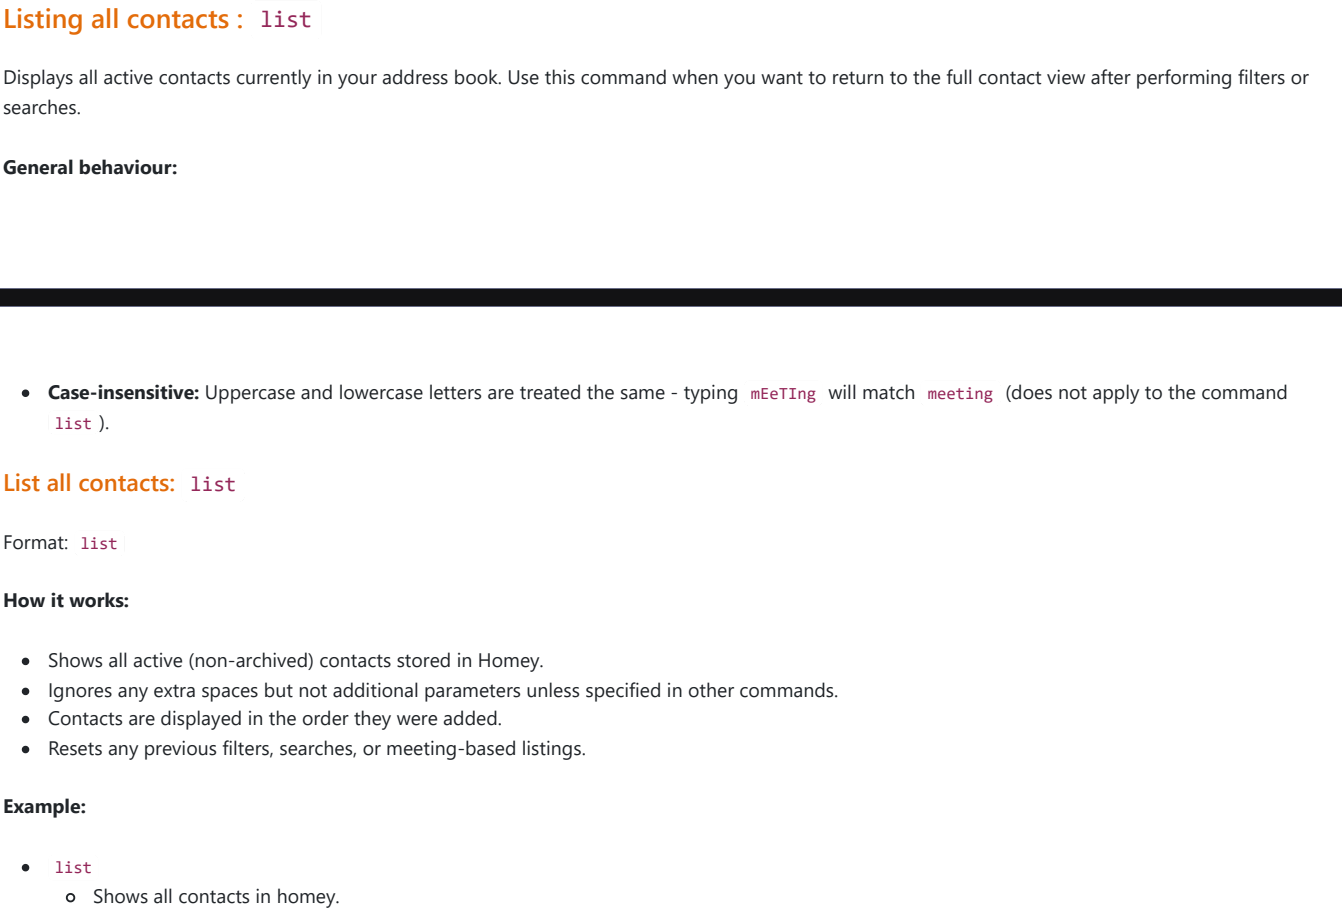 Listing all contacts : list
Displays all active contacts currently in your address book. Use this command when you want to return to the full contact view after performing filters or
searches.
General behaviour:
Case-insensitive: Uppercase and lowercase letters are treated the same - typing mEeTIng will match meeting (does not apply to the command
list ).
List all contacts: list
Format: list
How it works:
Shows all active (non-archived) contacts stored in Homey.
Ignores any extra spaces but not additional parameters unless specified in other commands.
Contacts are displayed in the order they were added.
Resets any previous filters, searches, or meeting-based listings.
Example:
list
Shows all contacts in homey.